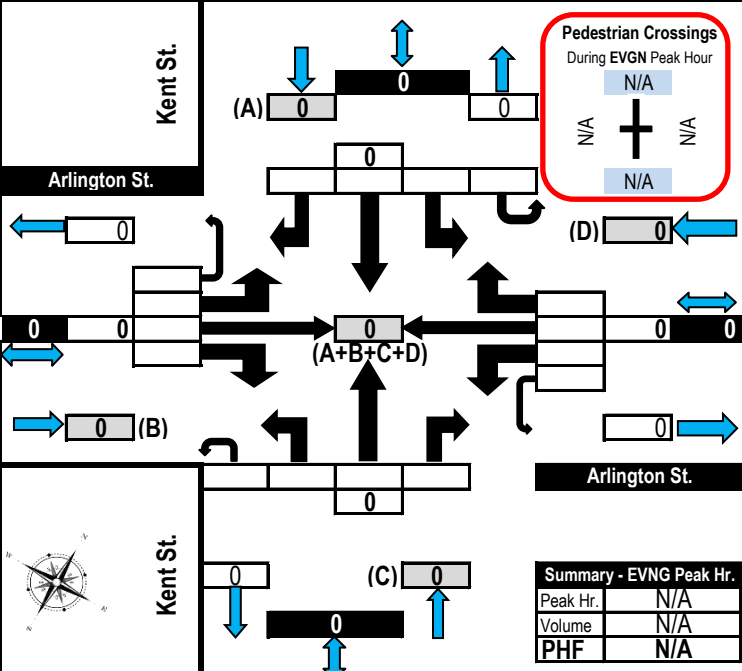 Kent St.
Pedestrian Crossings
During EVGN Peak Hour
N/A
N/A
N/A
N/A
0
(A) 0
0
0
Arlington St.
0
(D) 0
0 0
0
0 0
(A+B+C+D)
0 (B)
0
Arlington St.
0
Kent St.
0
(C) 0
0
Summary - EVNG Peak Hr.
Peak Hr. N/A
Volume N/A
PHF N/A